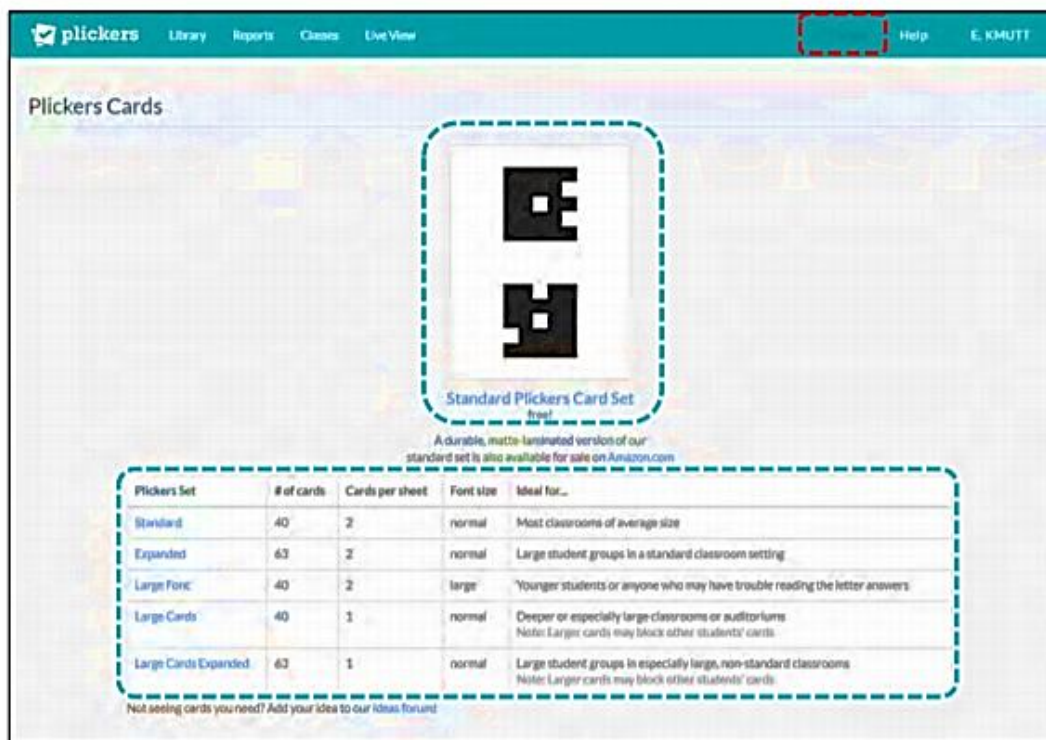 plickers Library Reports Classes Live View Help E. KMUTT
Plickers Cards
Standard Plickers Card Set
free!
A durable, matte-laminated version of our
standard set is also available for sale on Amazon.com
Plickers Set # of cards Cards per sheet Font size Ideal for...
Standard 40 2 normal Most classrooms of average size
Expanded 63 2 normal Large student groups in a standard classroom setting
Large Font 40 2 large Younger students or anyone who may have trouble reading the letter answers
Large Cards 40 1 normal Deeper or especially large classrooms or auditoriums
Note: Larger cards may block other students' cards
Large Cards Expanded 63 1 normal Large student groups in especially large, non-standard classrooms
Note: Larger cards may block other students' cards
Not seeing cards you need? Add your idea to our ideas forum!